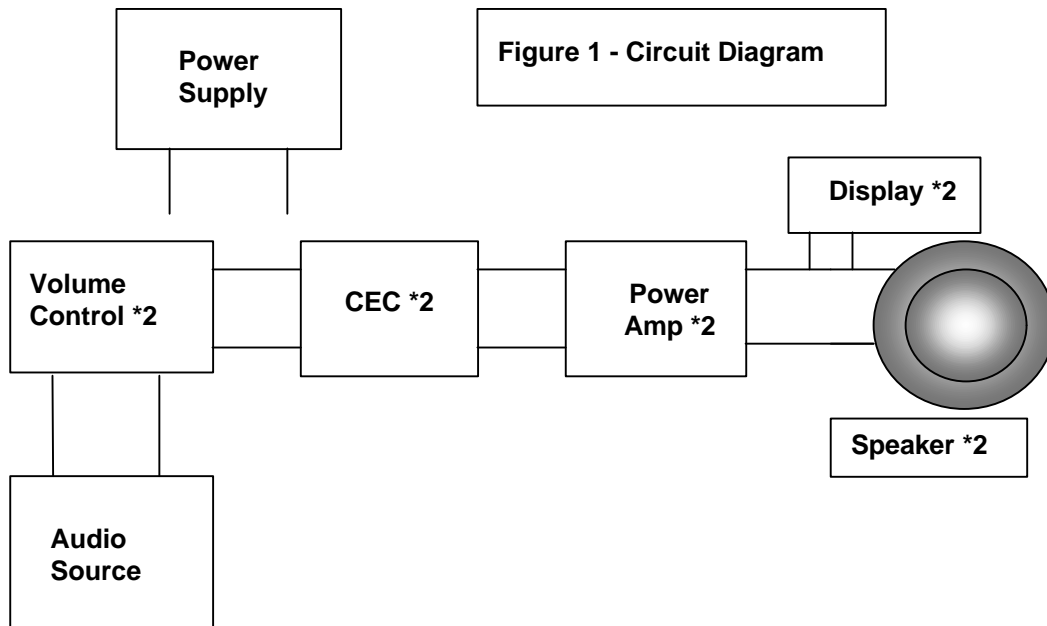 Power
Supply
Figure 1 - Circuit Diagram
Display *2
Volume
Control *2
CEC *2
Power
Amp *2
Speaker *2
Audio
Source